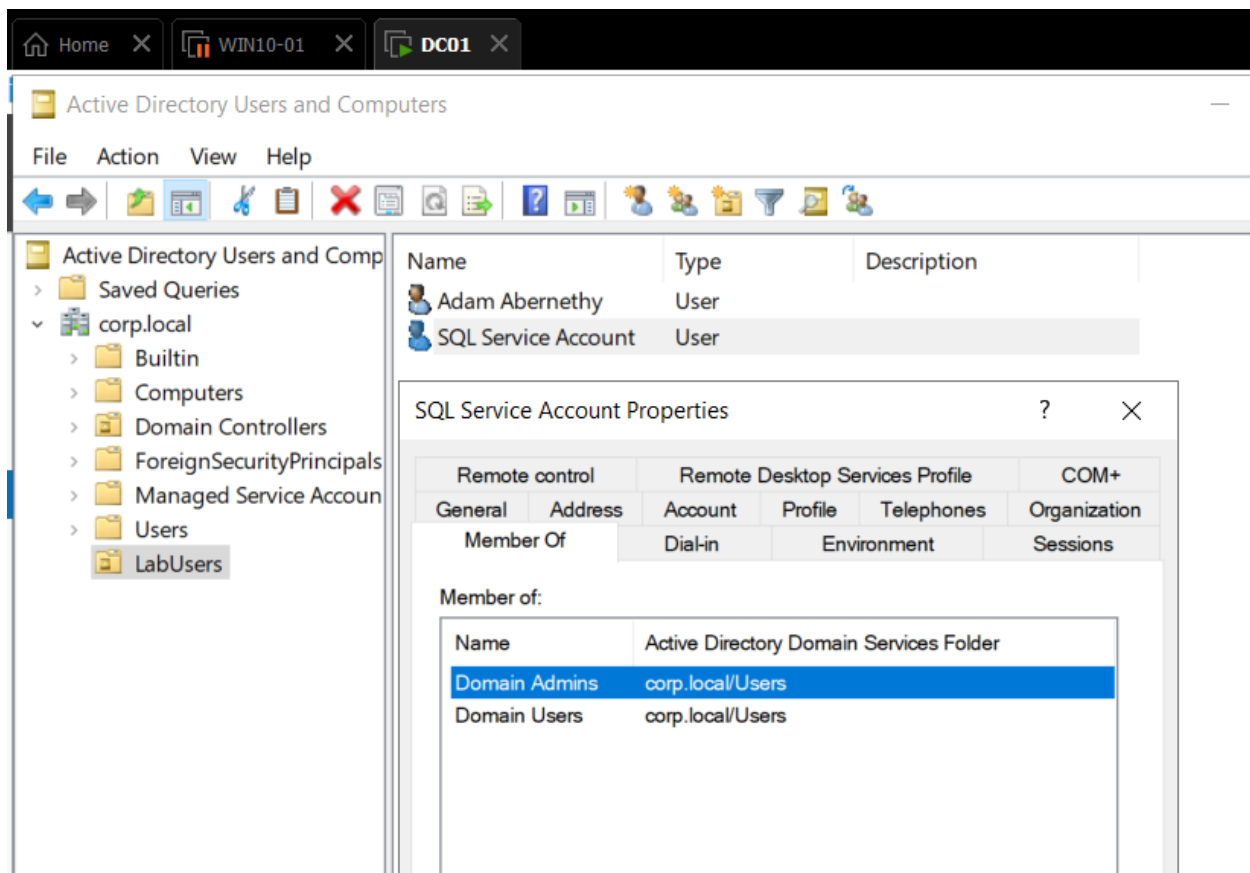 Home WIN10-01 DC01
Active Directory Users and Computers
File Action View Help
Active Directory Users and Comp
Saved Queries
corp.local
Builtin
Computers
Domain Controllers
ForeignSecurityPrincipals
Managed Service Accoun
Users
LabUsers
Name Type Description
Adam Abernethy User
SQL Service Account User
SQL Service Account Properties ?
Remote control Remote Desktop Services Profile COM+
General Address Account Profile Telephones Organization
Member Of Dial-in Environment Sessions
Member of:
Name Active Directory Domain Services Folder
Domain Admins corp.local/Users
Domain Users corp.local/Users